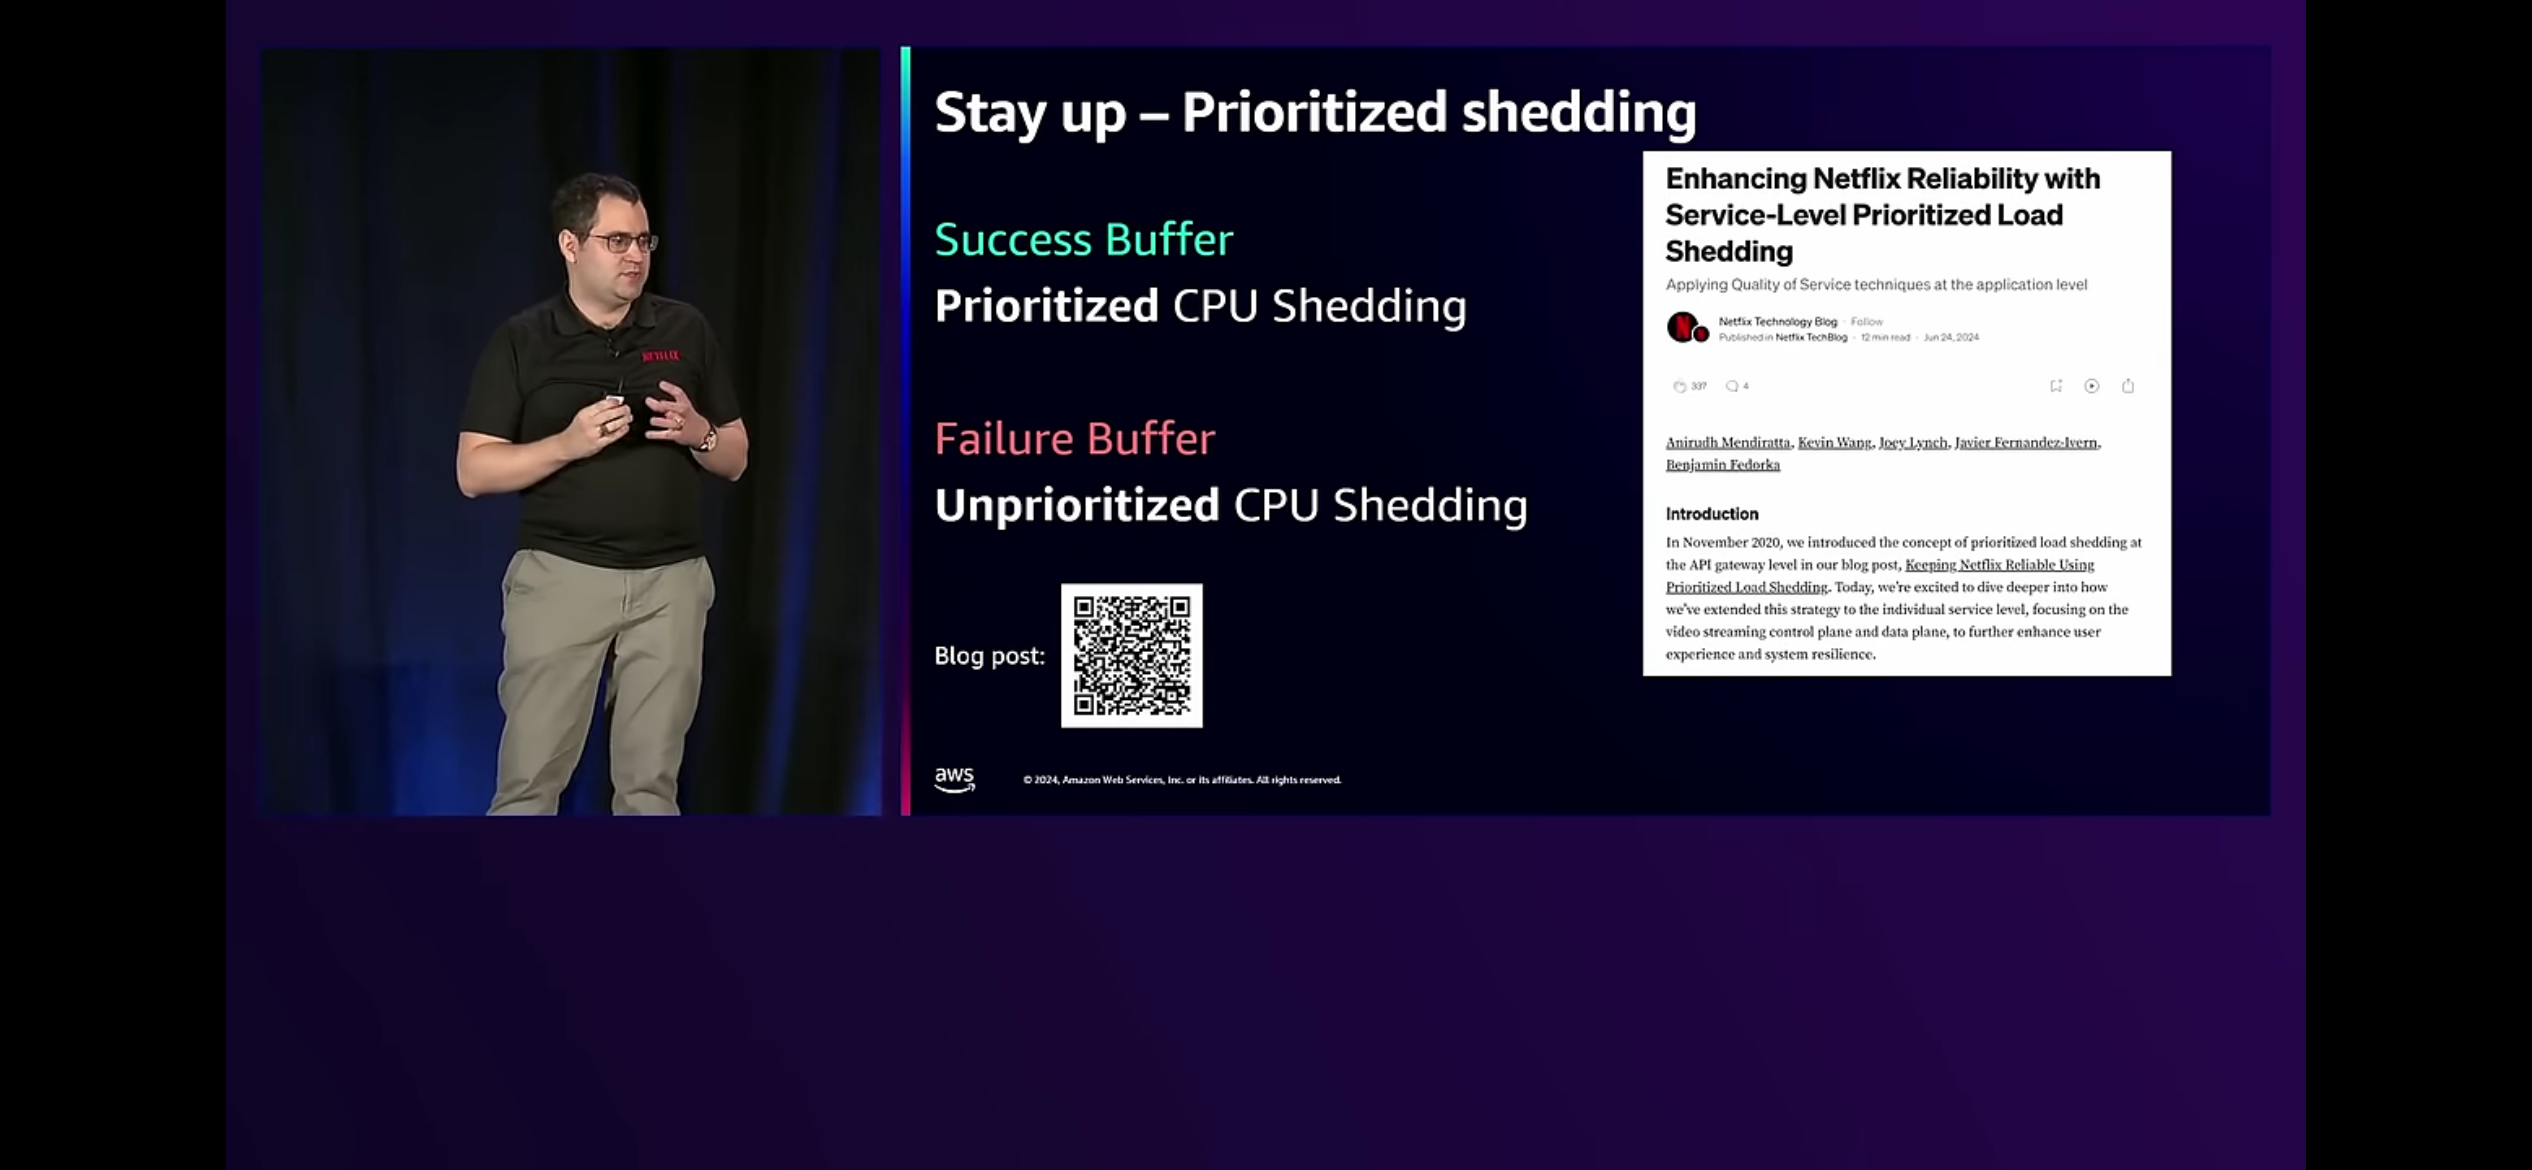 Stay up – Prioritized shedding
Success Buffer
Prioritized CPU Shedding
Failure Buffer
Unprioritized CPU Shedding
Blog post:
aws
© 2024, Amazon Web Services, Inc. or its affiliates. All rights reserved.
Enhancing Netflix Reliability with
Service-Level Prioritized Load
Shedding
Applying Quality of Service techniques at the application level
Netflix Technology Blog · Follow
Published in Netflix TechBlog · 12 min read · Jun 24, 2024
337 4
Anirudh Mendiratta, Kevin Wang, Joey Lynch, Javier Fernandez-Ivern,
Benjamin Fedorka
Introduction
In November 2020, we introduced the concept of prioritized load shedding at
the API gateway level in our blog post, Keeping Netflix Reliable Using
Prioritized Load Shedding. Today, we're excited to dive deeper into how
we've extended this strategy to the individual service level, focusing on the
video streaming control plane and data plane, to further enhance user
experience and system resilience.
NETFLIX